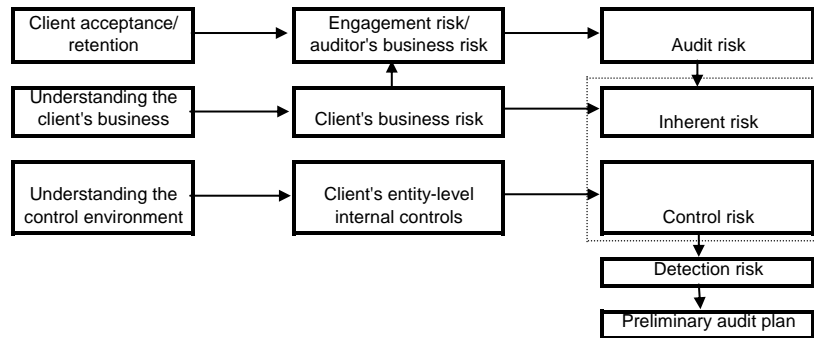 Client acceptance/
retention
Engagement risk/
auditor's business risk
Audit risk
Understanding the
client's business
Client's business risk
Inherent risk
Understanding the
control environment
Client's entity-level
internal controls
Control risk
Detection risk
Preliminary audit plan